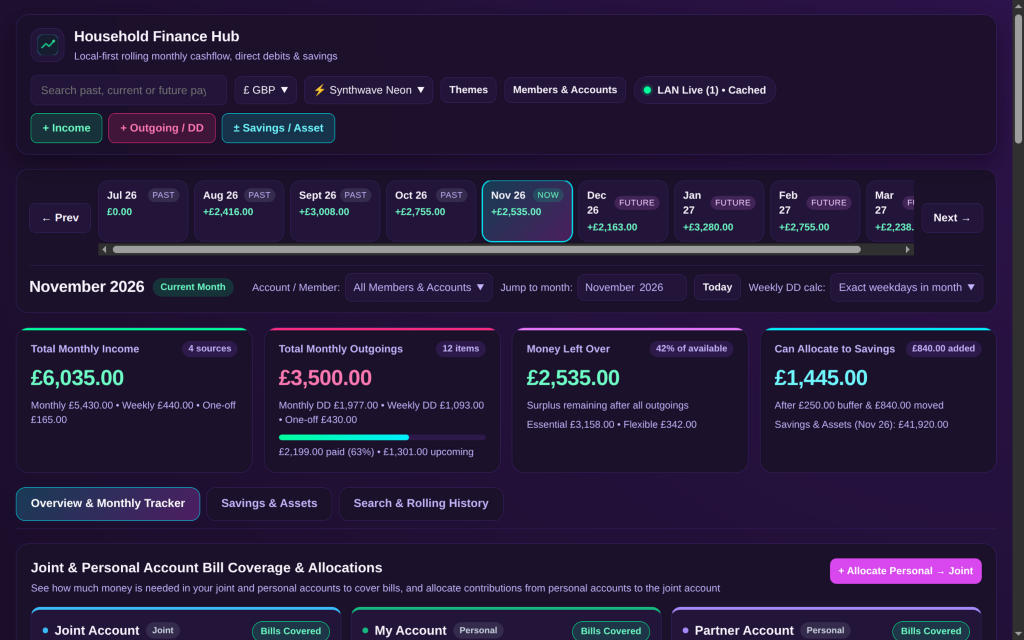 Household Finance Hub
Local-first rolling monthly cashflow, direct debits & savings
Search past, current or future pay
£ GBP ▼
⚡ Synthwave Neon ▼
Themes
Members & Accounts
LAN Live (1) • Cached
+ Income
+ Outgoing / DD
± Savings / Asset
← Prev
Jul 26 PAST
£0.00
Aug 26 PAST
+£2,416.00
Sept 26 PAST
+£3,008.00
Oct 26 PAST
+£2,755.00
Nov 26 NOW
+£2,535.00
Dec 26 FUTURE
+£2,163.00
Jan 27 FUTURE
+£3,280.00
Feb 27 FUTURE
+£2,755.00
Mar 27
+£2,238.
Next →
November 2026 Current Month
Account / Member: All Members & Accounts ▼
Jump to month: November 2026
Today
Weekly DD calc: Exact weekdays in month ▼
Total Monthly Income 4 sources
£6,035.00
Monthly £5,430.00 • Weekly £440.00 • One-off
£165.00
Total Monthly Outgoings 12 items
£3,500.00
Monthly DD £1,977.00 • Weekly DD £1,093.00
• One-off £430.00
£2,199.00 paid (63%) • £1,301.00 upcoming
Money Left Over 42% of available
£2,535.00
Surplus remaining after all outgoings
Essential £3,158.00 • Flexible £342.00
Can Allocate to Savings £840.00 added
£1,445.00
After £250.00 buffer & £840.00 moved
Savings & Assets (Nov 26): £41,920.00
Overview & Monthly Tracker
Savings & Assets
Search & Rolling History
Joint & Personal Account Bill Coverage & Allocations
See how much money is needed in your joint and personal accounts to cover bills, and allocate contributions from personal accounts to the joint account
+ Allocate Personal → Joint
Joint Account Joint Bills Covered
My Account Personal Bills Covered
Partner Account Personal Bills Covered